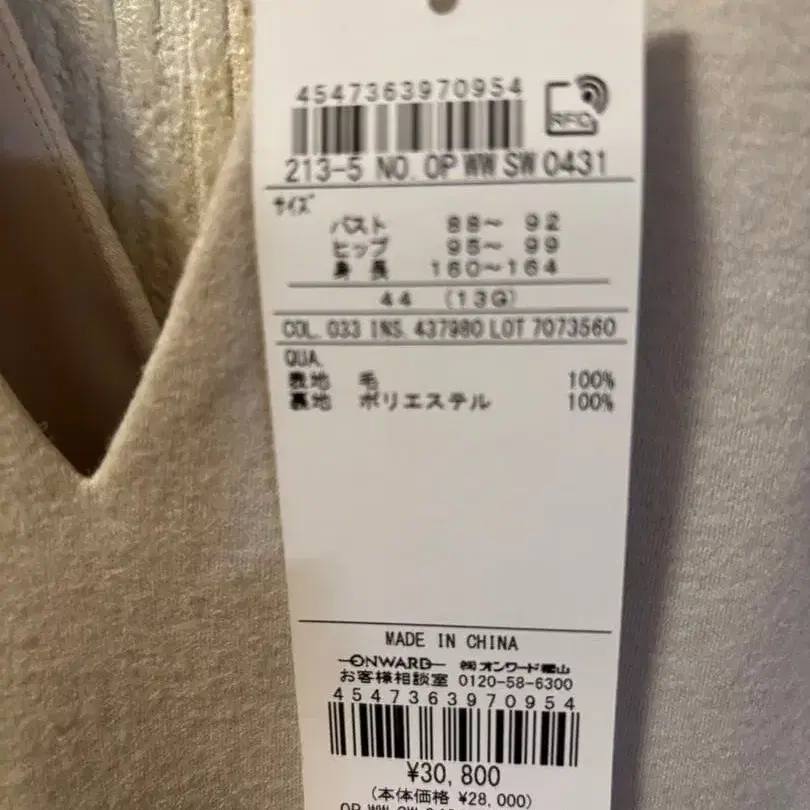 4547363970954
RFID
213-5 NO. OP WW SW 0431
サイズ
バスト 88～ 92
ヒップ 95～ 99
身長 160～164
44 (13G)
COL. 033 INS. 437980 LOT 7073560
QUA.
表地 毛 100%
裏地 ポリエステル 100%
MADE IN CHINA
ONWARD ㈱オンワード樫山
お客様相談室 0120-58-6300
4547363970954
¥30,800
(本体価格 ¥28,000)